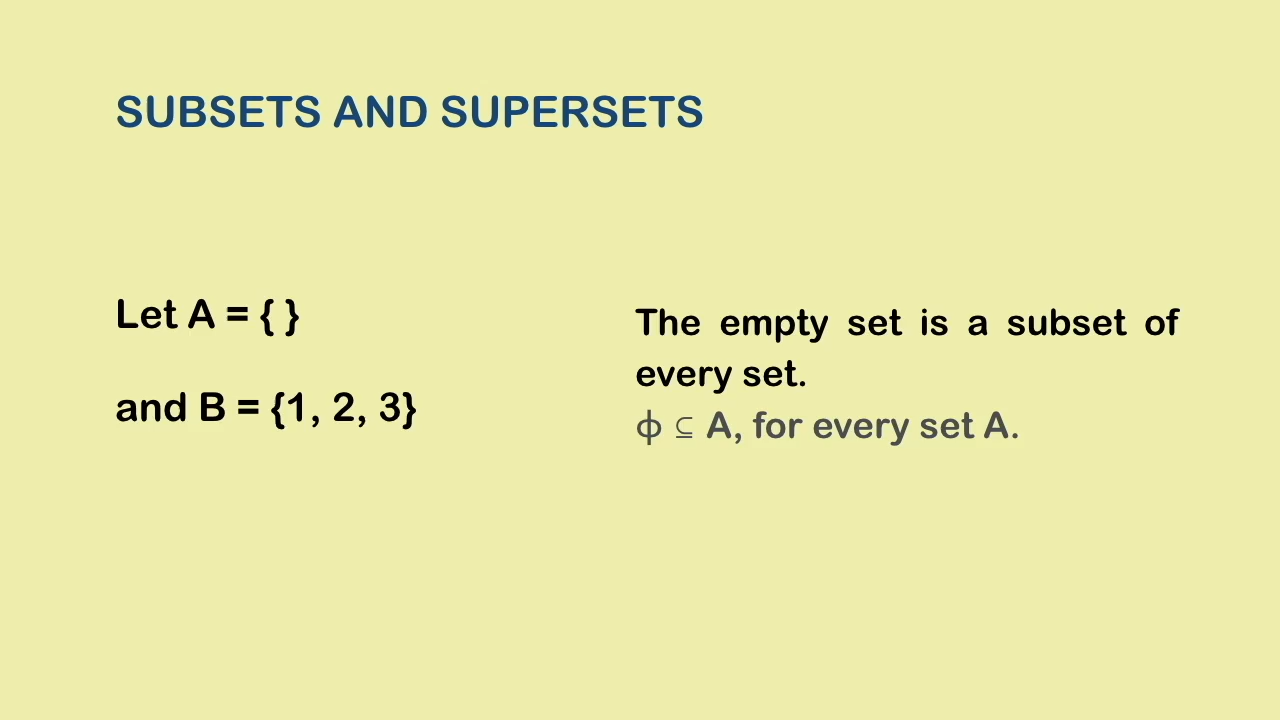 SUBSETS AND SUPERSETS
Let A = { }
and B = {1, 2, 3}
The empty set is a subset of
every set.
ϕ ⊆ A, for every set A.